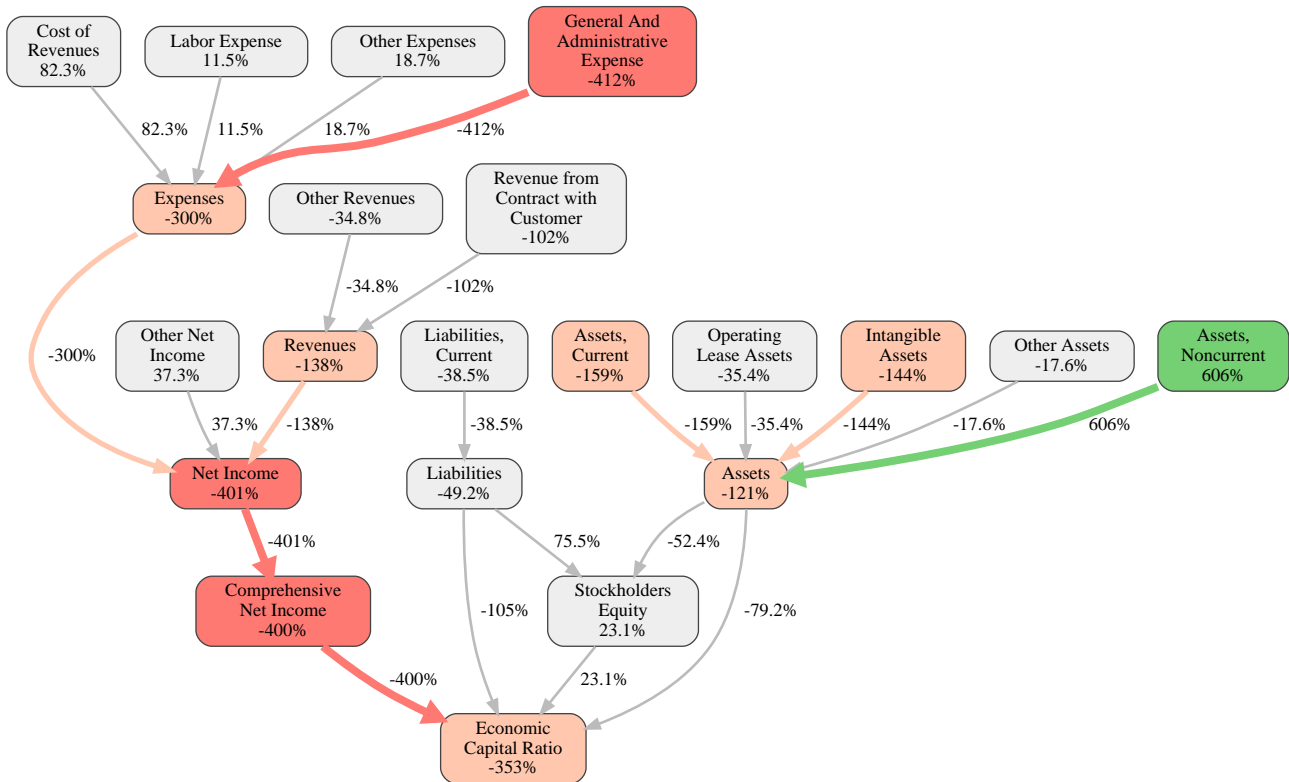 Cost of
Revenues
82.3%
Labor Expense
11.5%
Other Expenses
18.7%
General And
Administrative
Expense
-412%
82.3%
11.5%
18.7%
-412%
Expenses
-300%
Other Revenues
-34.8%
Revenue from
Contract with
Customer
-102%
-34.8%
-102%
-300%
Other Net
Income
37.3%
Revenues
-138%
Liabilities,
Current
-38.5%
Assets,
Current
-159%
Operating
Lease Assets
-35.4%
Intangible
Assets
-144%
Other Assets
-17.6%
Assets,
Noncurrent
606%
37.3%
-138%
-38.5%
-159%
-35.4%
-144%
-17.6%
606%
Net Income
-401%
Liabilities
-49.2%
Assets
-121%
-401%
75.5%
-52.4%
Comprehensive
Net Income
-400%
-105%
Stockholders
Equity
23.1%
-79.2%
-400%
23.1%
Economic
Capital Ratio
-353%